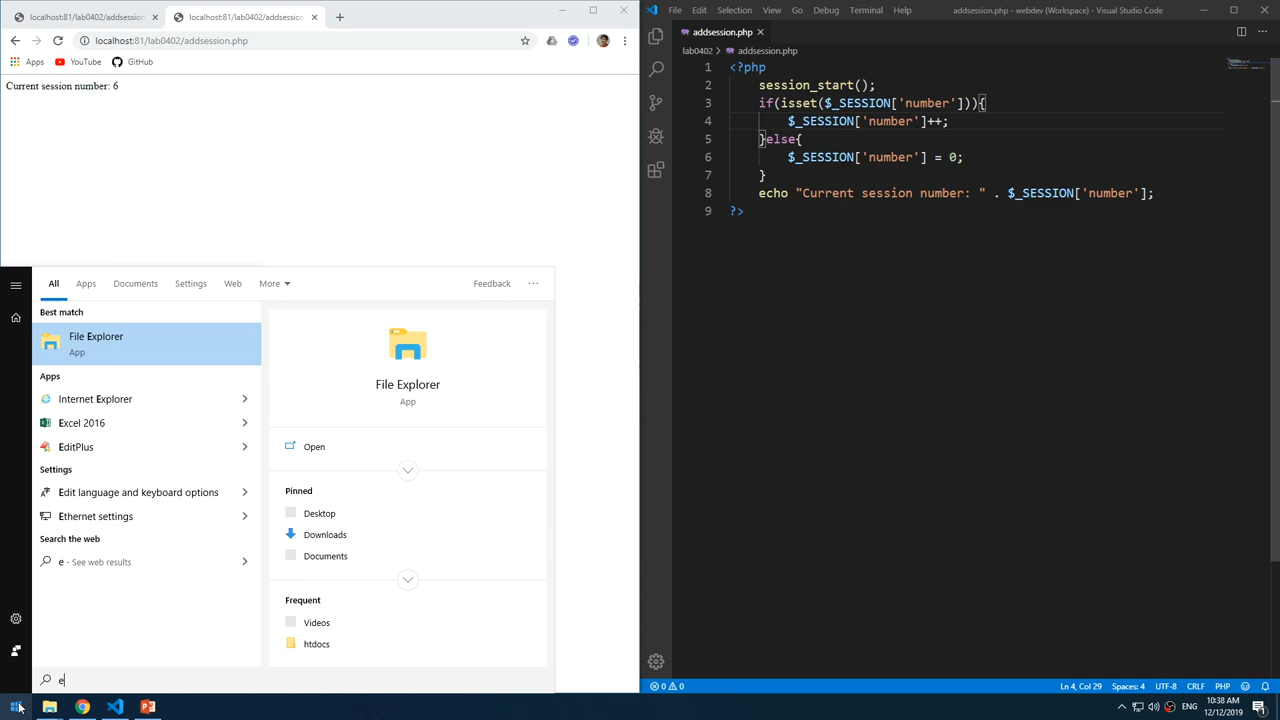 localhost:81/lab0402/addsession
localhost:81/lab0402/addsession
localhost:81/lab0402/addsession.php
Apps YouTube GitHub
Current session number: 6
File Edit Selection View Go Debug Terminal Help
addsession.php - webdev (Workspace) - Visual Studio Code
addsession.php
lab0402 > addsession.php
1 <?php
2 session_start();
3 if(isset($_SESSION['number'])){
4 $_SESSION['number']++;
5 }else{
6 $_SESSION['number'] = 0;
7 }
8 echo "Current session number: " . $_SESSION['number'];
9 ?>
All Apps Documents Settings Web More Feedback ...
Best match
File Explorer
App
Apps
Internet Explorer
Excel 2016
EditPlus
Settings
Edit language and keyboard options
Ethernet settings
Search the web
e - See web results
File Explorer
App
Open
Pinned
Desktop
Downloads
Documents
Frequent
Videos
htdocs
e
0 0 Ln 4, Col 29 Spaces: 4 UTF-8 CRLF PHP
ENG 10:38 AM
12/12/2019
1